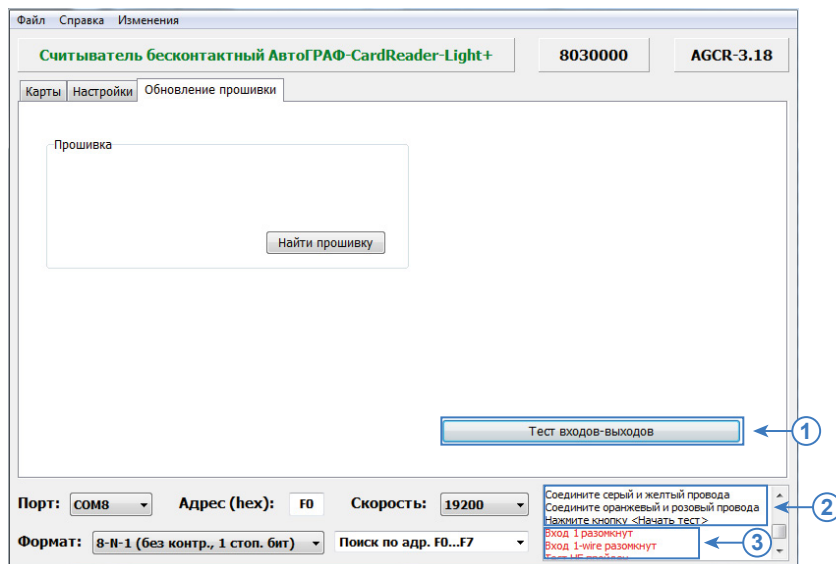 Файл Справка Изменения
Считыватель бесконтактный АвтоГРАФ-CardReader-Light+ 8030000 AGCR-3.18
Карты Настройки Обновление прошивки
Прошивка
Найти прошивку
Тест входов-выходов
1
Порт: COM8 Адрес (hex): F0 Скорость: 19200
Соедините серый и желтый провода
Соедините оранжевый и розовый провода
Нажмите кнопку <Начать тест>
2
Формат: 8-N-1 (без контр., 1 стоп. бит) Поиск по адр. F0...F7
Вход 1 разомкнут
Вход 1-wire разомкнут
Тест НЕ пройден
3